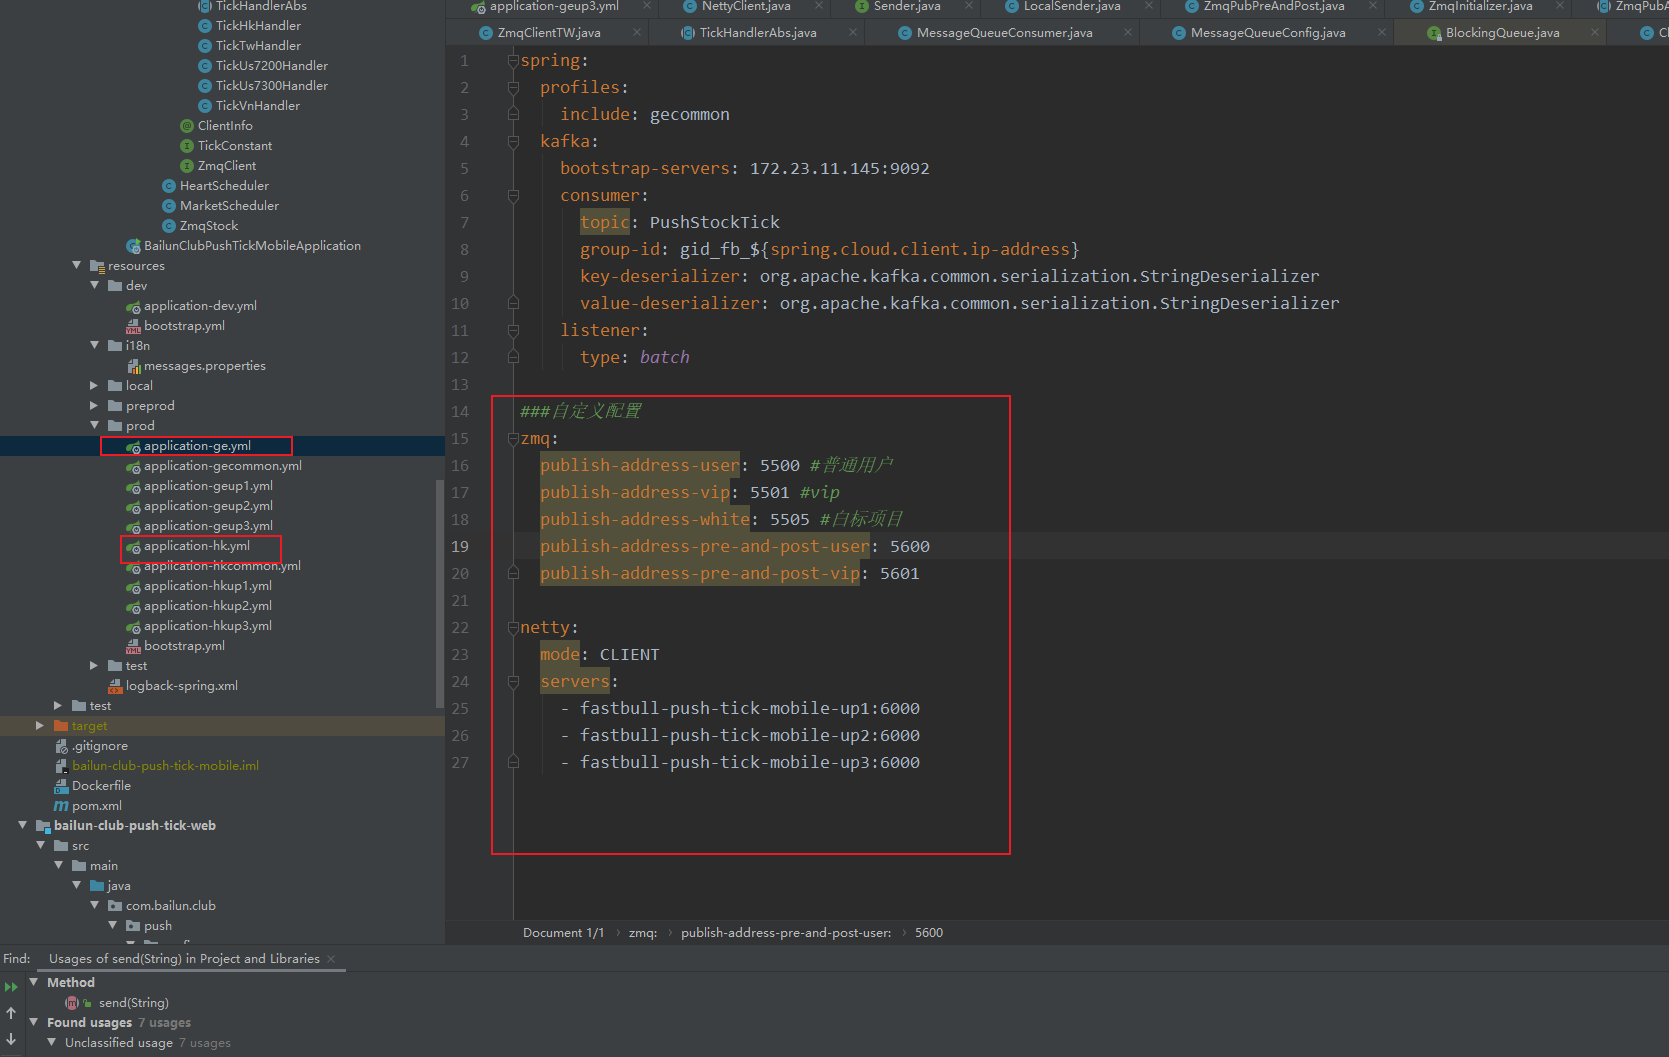 TickHandlerAbs
TickHkHandler
TickTwHandler
TickUs7200Handler
TickUs7300Handler
TickVnHandler
ClientInfo
TickConstant
ZmqClient
HeartScheduler
MarketScheduler
ZmqStock
BailunClubPushTickMobileApplication
resources
dev
application-dev.yml
bootstrap.yml
i18n
messages.properties
local
preprod
prod
application-ge.yml
application-gecommon.yml
application-geup1.yml
application-geup2.yml
application-geup3.yml
application-hk.yml
application-hkcommon.yml
application-hkup1.yml
application-hkup2.yml
application-hkup3.yml
bootstrap.yml
test
logback-spring.xml
test
target
.gitignore
bailun-club-push-tick-mobile.iml
Dockerfile
pom.xml
bailun-club-push-tick-web
src
main
java
com.bailun.club
push
application-geup3.yml NettyClient.java Sender.java LocalSender.java ZmqPubPreAndPost.java ZmqInitializer.java
ZmqClientTW.java TickHandlerAbs.java MessageQueueConsumer.java MessageQueueConfig.java BlockingQueue.java
1 spring:
2 profiles:
3 include: gecommon
4 kafka:
5 bootstrap-servers: 172.23.11.145:9092
6 consumer:
7 topic: PushStockTick
8 group-id: gid_fb_${spring.cloud.client.ip-address}
9 key-deserializer: org.apache.kafka.common.serialization.StringDeserializer
10 value-deserializer: org.apache.kafka.common.serialization.StringDeserializer
11 listener:
12 type: batch
13
14 ###自定义配置
15 zmq:
16 publish-address-user: 5500 #普通用户
17 publish-address-vip: 5501 #vip
18 publish-address-white: 5505 #白标项目
19 publish-address-pre-and-post-user: 5600
20 publish-address-pre-and-post-vip: 5601
21
22 netty:
23 mode: CLIENT
24 servers:
25 - fastbull-push-tick-mobile-up1:6000
26 - fastbull-push-tick-mobile-up2:6000
27 - fastbull-push-tick-mobile-up3:6000
Document 1/1 › zmq: › publish-address-pre-and-post-user: › 5600
Find: Usages of send(String) in Project and Libraries
Method
send(String)
Found usages 7 usages
Unclassified usage 7 usages